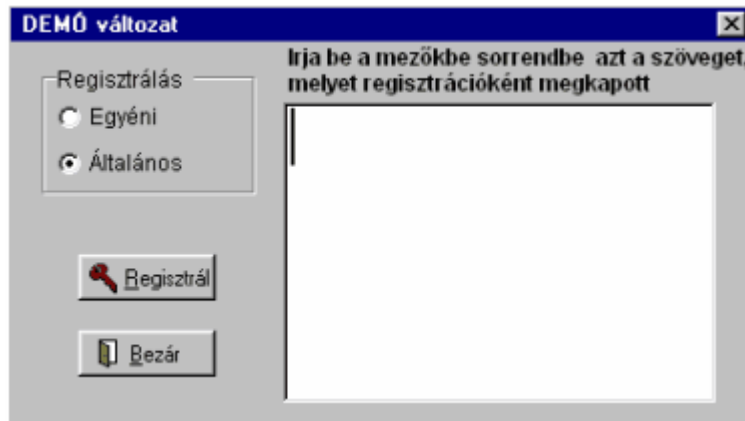 DEMÓ változat
Irja be a mezőkbe sorrendbe azt a szöveget,
melyet regisztrációként megkapott
Regisztrálás
Egyéni
Általános
Regisztrál
Bezár